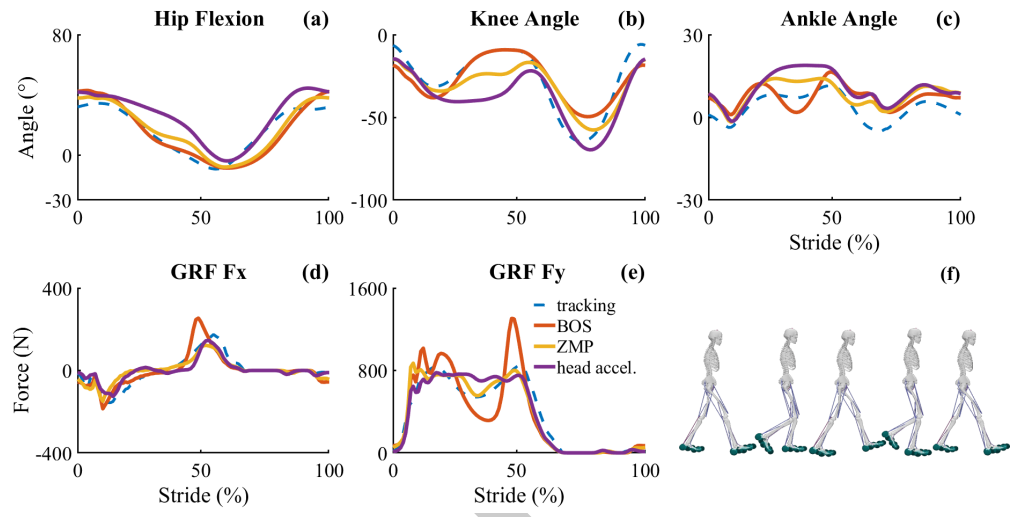 Hip Flexion (a)
Knee Angle (b)
Ankle Angle (c)
80
0
-30
Angle (°)
0 50 100
0
-50
-100
0 50 100
30
0
-30
0 50 100
Stride (%)
GRF Fx (d)
GRF Fy (e)
(f)
400
0
-400
Force (N)
0 50 100
Stride (%)
1600
800
0
0 50 100
Stride (%)
tracking
BOS
ZMP
head accel.